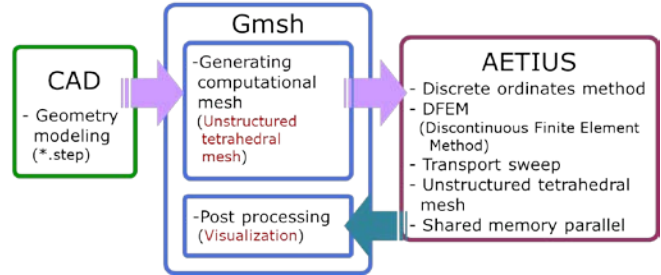 CAD
- Geometry
modeling
(*.step)
Gmsh
-Generating
computational
mesh
(Unstructured
tetrahedral
mesh)
-Post processing
(Visualization)
AETIUS
- Discrete ordinates method
- DFEM
(Discontinuous Finite Element
Method)
- Transport sweep
- Unstructured tetrahedral
mesh
- Shared memory parallel